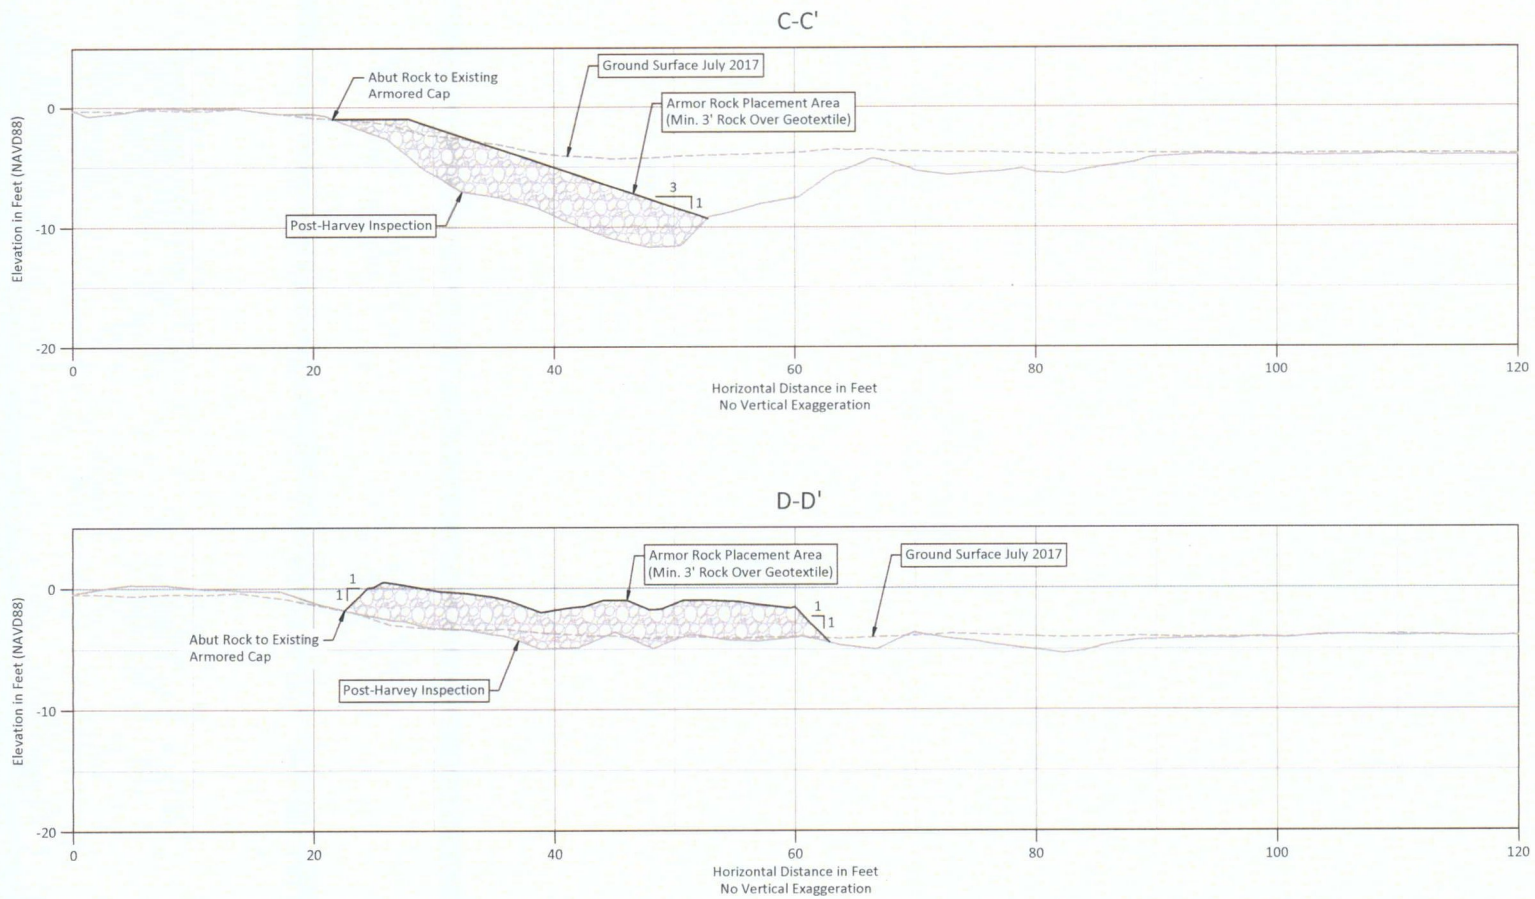 C-C'
Abut Rock to Existing
Armored Cap
Ground Surface July 2017
Armor Rock Placement Area
(Min. 3' Rock Over Geotextile)
Elevation in Feet (NAVD88)
0
3
1
Post-Harvey Inspection
-10
-20
0
20
40
60
80
100
120
Horizontal Distance in Feet
No Vertical Exaggeration
D-D'
Armor Rock Placement Area
(Min. 3' Rock Over Geotextile)
Ground Surface July 2017
Elevation in Feet (NAVD88)
0
1
1
1
1
Abut Rock to Existing
Armored Cap
Post-Harvey Inspection
-10
-20
0
20
40
60
80
100
120
Horizontal Distance in Feet
No Vertical Exaggeration